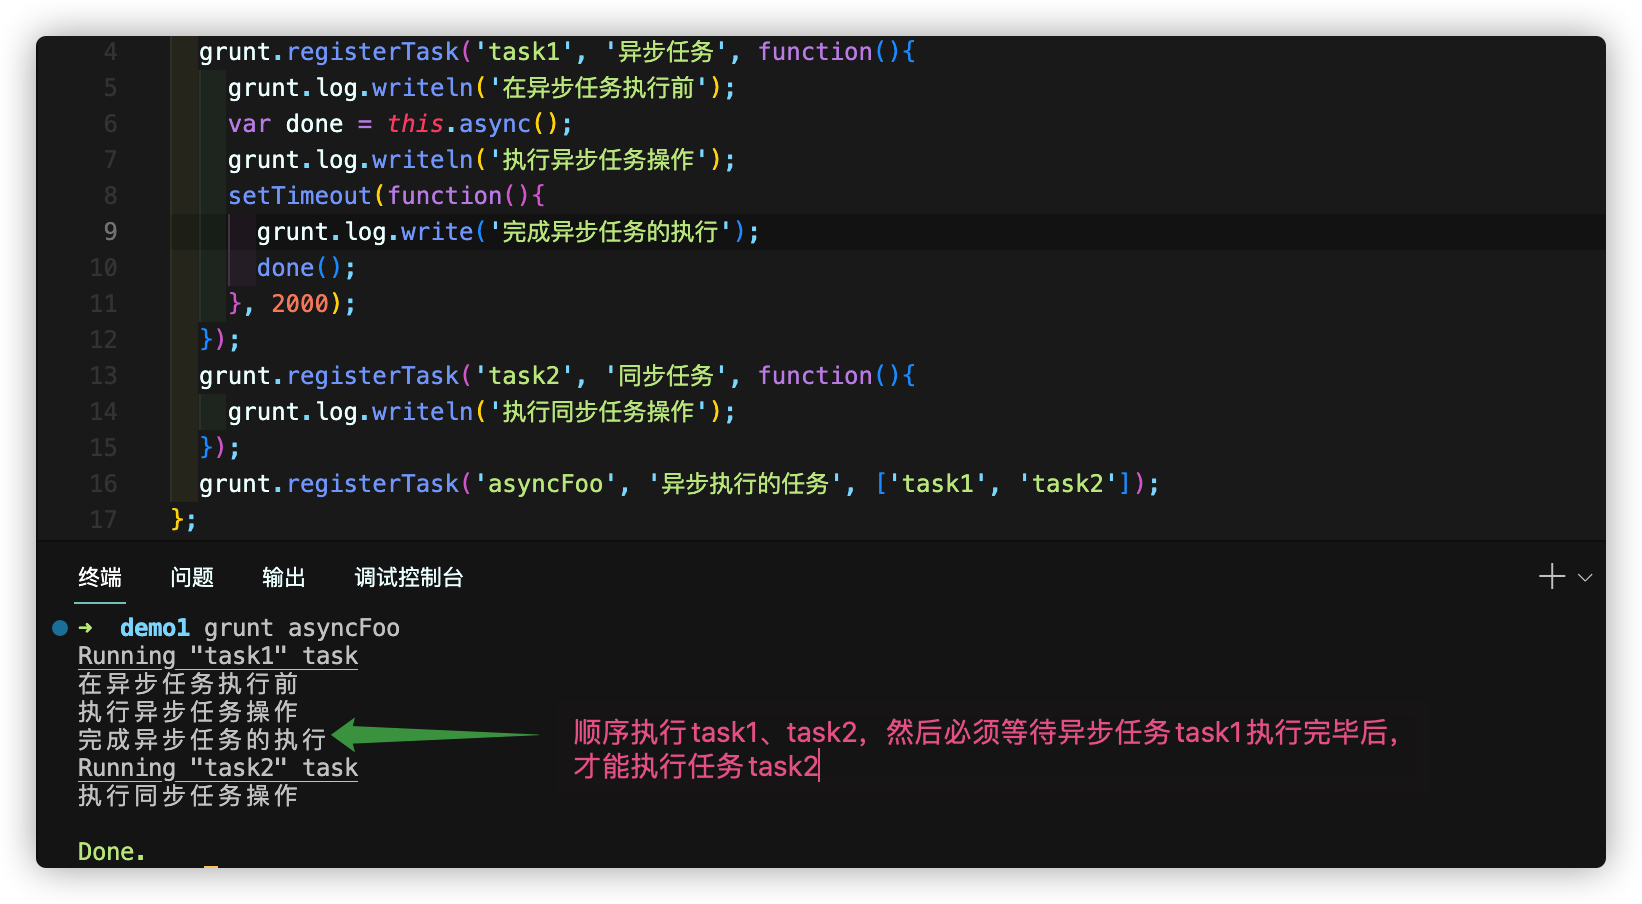 4 grunt.registerTask('task1', '异步任务', function(){
5 grunt.log.writeln('在异步任务执行前');
6 var done = this.async();
7 grunt.log.writeln('执行异步任务操作');
8 setTimeout(function(){
9 grunt.log.write('完成异步任务的执行');
10 done();
11 }, 2000);
12 });
13 grunt.registerTask('task2', '同步任务', function(){
14 grunt.log.writeln('执行同步任务操作');
15 });
16 grunt.registerTask('asyncFoo', '异步执行的任务', ['task1', 'task2']);
17 };
终端 问题 输出 调试控制台
➜ demo1 grunt asyncFoo
Running "task1" task
在异步任务执行前
执行异步任务操作
完成异步任务的执行
Running "task2" task
执行同步任务操作
Done.
顺序执行task1、task2，然后必须等待异步任务task1执行完毕后，
才能执行任务task2